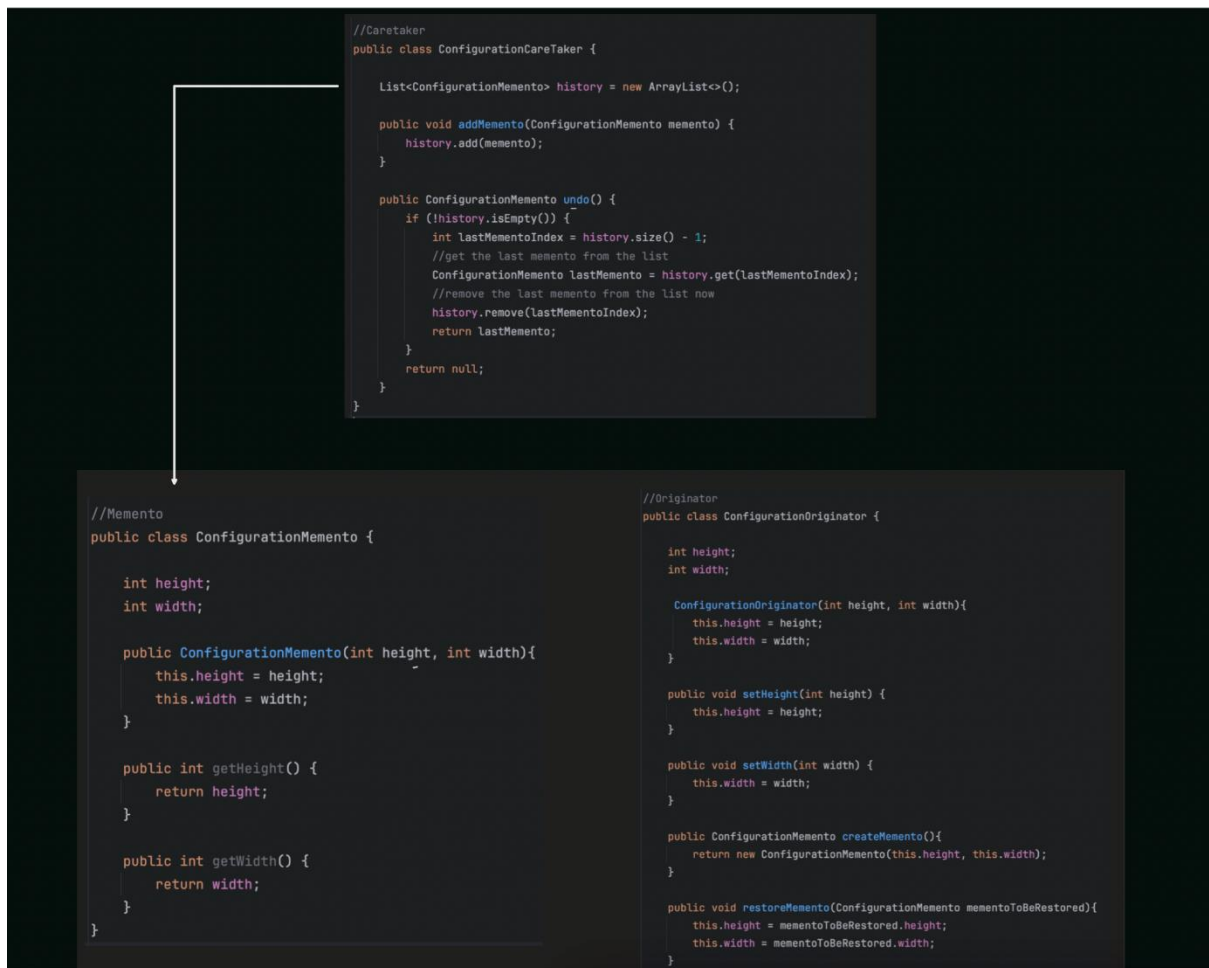 //Caretaker
public class ConfigurationCareTaker {
List<ConfigurationMemento> history = new ArrayList<>();
public void addMemento(ConfigurationMemento memento) {
history.add(memento);
}
public ConfigurationMemento undo() {
if (!history.isEmpty()) {
int lastMementoIndex = history.size() - 1;
//get the last memento from the list
ConfigurationMemento lastMemento = history.get(lastMementoIndex);
//remove the last memento from the list now
history.remove(lastMementoIndex);
return lastMemento;
}
return null;
}
}
//Memento
public class ConfigurationMemento {
int height;
int width;
public ConfigurationMemento(int height, int width){
this.height = height;
this.width = width;
}
public int getHeight() {
return height;
}
public int getWidth() {
return width;
}
}
//Originator
public class ConfigurationOriginator {
int height;
int width;
ConfigurationOriginator(int height, int width){
this.height = height;
this.width = width;
}
public void setHeight(int height) {
this.height = height;
}
public void setWidth(int width) {
this.width = width;
}
public ConfigurationMemento createMemento(){
return new ConfigurationMemento(this.height, this.width);
}
public void restoreMemento(ConfigurationMemento mementoToBeRestored){
this.height = mementoToBeRestored.height;
this.width = mementoToBeRestored.width;
}